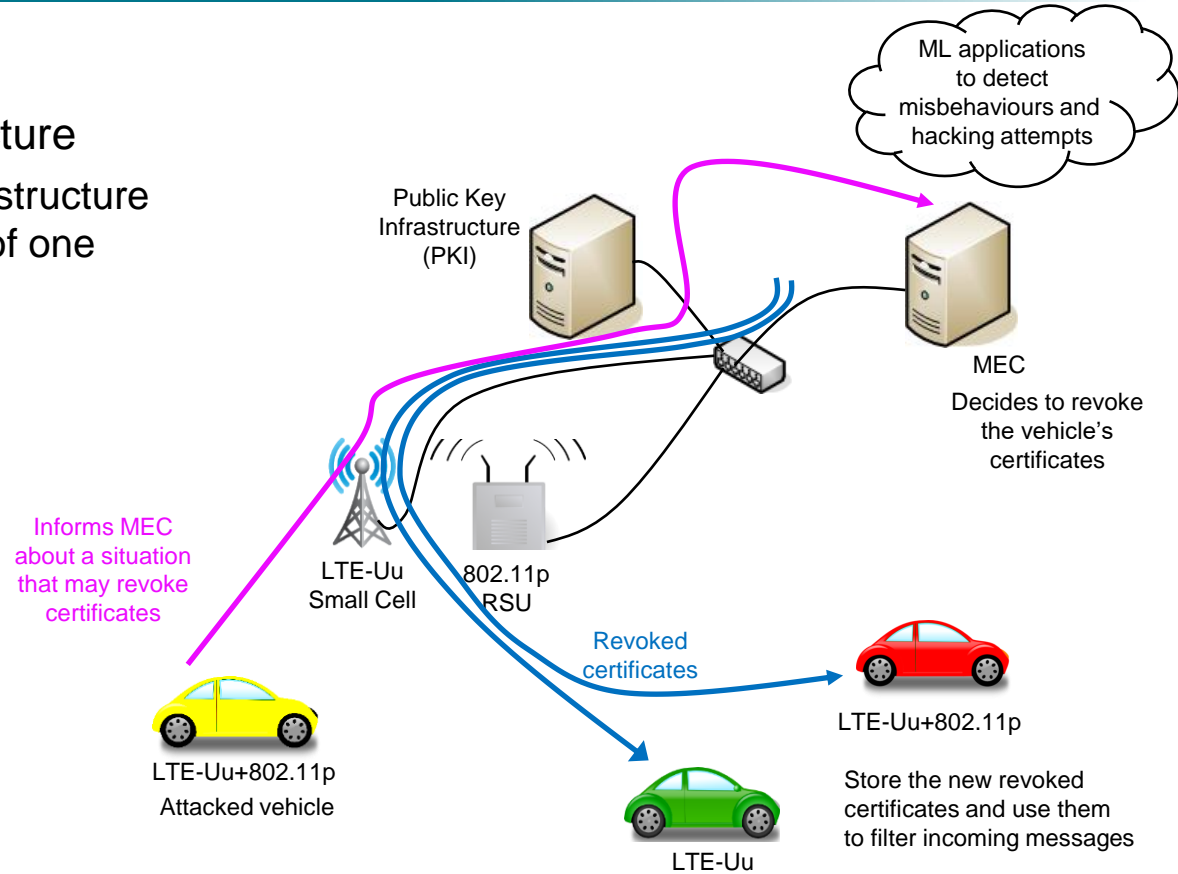 ture
structure
of one
ML applications
to detect
misbehaviours and
hacking attempts
Public Key
Infrastructure
(PKI)
MEC
Decides to revoke
the vehicle's
certificates
Informs MEC
about a situation
that may revoke
certificates
LTE-Uu
Small Cell
802.11p
RSU
Revoked
certificates
LTE-Uu+802.11p
Attacked vehicle
LTE-Uu+802.11p
Store the new revoked
certificates and use them
to filter incoming messages
LTE-Uu